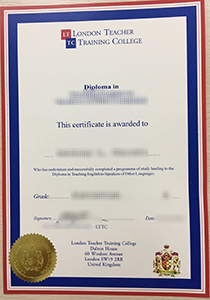 LT
TC
LONDON TEACHER
TRAINING COLLEGE
Diploma in
This certificate is awarded to
Who has undertaken and successfully completed a programme of study leading to the
Diploma in Teaching English to Speakers of Other Languages
Grade:
Signature:
Date:
LTTC
London Teacher Training College
Dalton House
60 Windsor Avenue
London SW19 2RR
United Kingdom